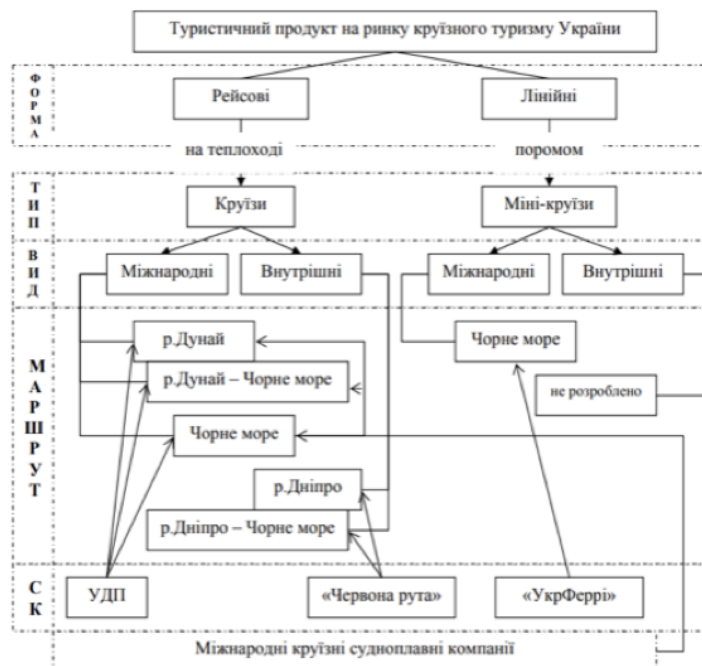 Туристичний продукт на ринку круїзного туризму України
ФОРМА
Рейсові
Лінійні
на теплоході
поромом
ТИП
Круїзи
Міні-круїзи
ВИД
Міжнародні
Внутрішні
Міжнародні
Внутрішні
МАРШРУТ
р.Дунай
Чорне море
р.Дунай – Чорне море
не розроблено
Чорне море
р.Дніпро
р.Дніпро – Чорне море
СК
УДП
«Червона рута»
«УкрФеррі»
Міжнародні круїзні судноплавні компанії